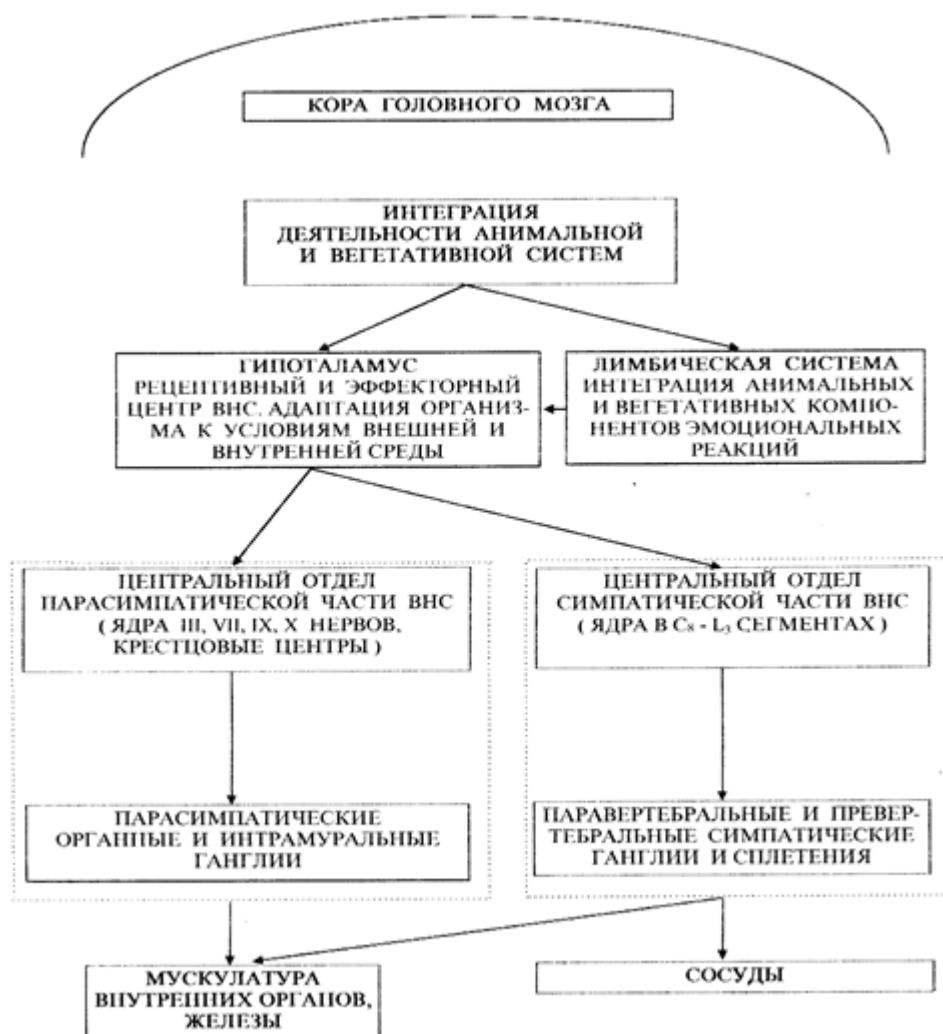 КОРА ГОЛОВНОГО МОЗГА
ИНТЕГРАЦИЯ
ДЕЯТЕЛЬНОСТИ АНИМАЛЬНОЙ
И ВЕГЕТАТИВНОЙ СИСТЕМ
ГИПОТАЛАМУС
РЕЦЕПТИВНЫЙ И ЭФФЕКТОРНЫЙ
ЦЕНТР ВНС. АДАПТАЦИЯ ОРГАНИЗ-
МА К УСЛОВИЯМ ВНЕШНЕЙ И
ВНУТРЕННЕЙ СРЕДЫ
ЛИМБИЧЕСКАЯ СИСТЕМА
ИНТЕГРАЦИЯ АНИМАЛЬНЫХ
И ВЕГЕТАТИВНЫХ КОМПО-
НЕНТОВ ЭМОЦИОНАЛЬНЫХ
РЕАКЦИЙ
ЦЕНТРАЛЬНЫЙ ОТДЕЛ
ПАРАСИМПАТИЧЕСКОЙ ЧАСТИ ВНС
( ЯДРА III, VII, IX, X НЕРВОВ,
КРЕСТЦОВЫЕ ЦЕНТРЫ )
ЦЕНТРАЛЬНЫЙ ОТДЕЛ
СИМПАТИЧЕСКОЙ ЧАСТИ ВНС
( ЯДРА В C₈ - L₃ СЕГМЕНТАХ )
ПАРАСИМПАТИЧЕСКИЕ
ОРГАННЫЕ И ИНТРАМУРАЛЬНЫЕ
ГАНГЛИИ
ПАРАВЕРТЕБРАЛЬНЫЕ И ПРЕВЕР-
ТЕБРАЛЬНЫЕ СИМПАТИЧЕСКИЕ
ГАНГЛИИ И СПЛЕТЕНИЯ
МУСКУЛАТУРА
ВНУТРЕННИХ ОРГАНОВ,
ЖЕЛЕЗЫ
СОСУДЫ